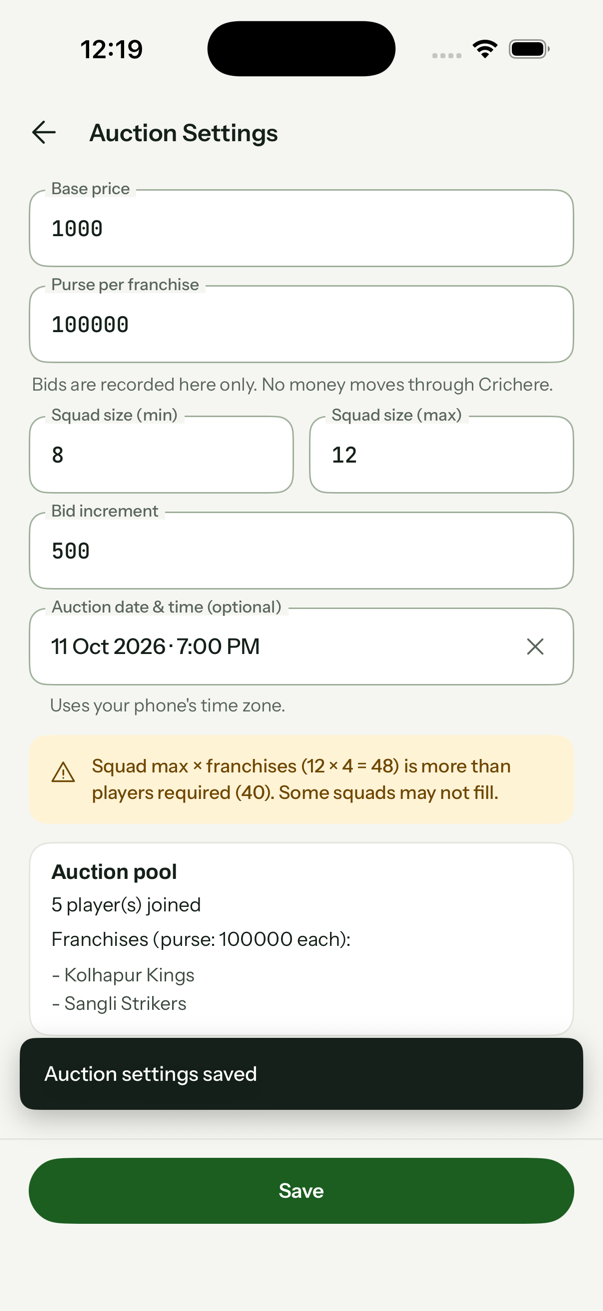 12:19
Auction Settings
Base price
1000
Purse per franchise
100000
Bids are recorded here only. No money moves through Crichere.
Squad size (min)
8
Squad size (max)
12
Bid increment
500
Auction date & time (optional)
11 Oct 2026 · 7:00 PM
Uses your phone's time zone.
Squad max × franchises (12 × 4 = 48) is more than
players required (40). Some squads may not fill.
Auction pool
5 player(s) joined
Franchises (purse: 100000 each):
- Kolhapur Kings
- Sangli Strikers
Auction settings saved
Save